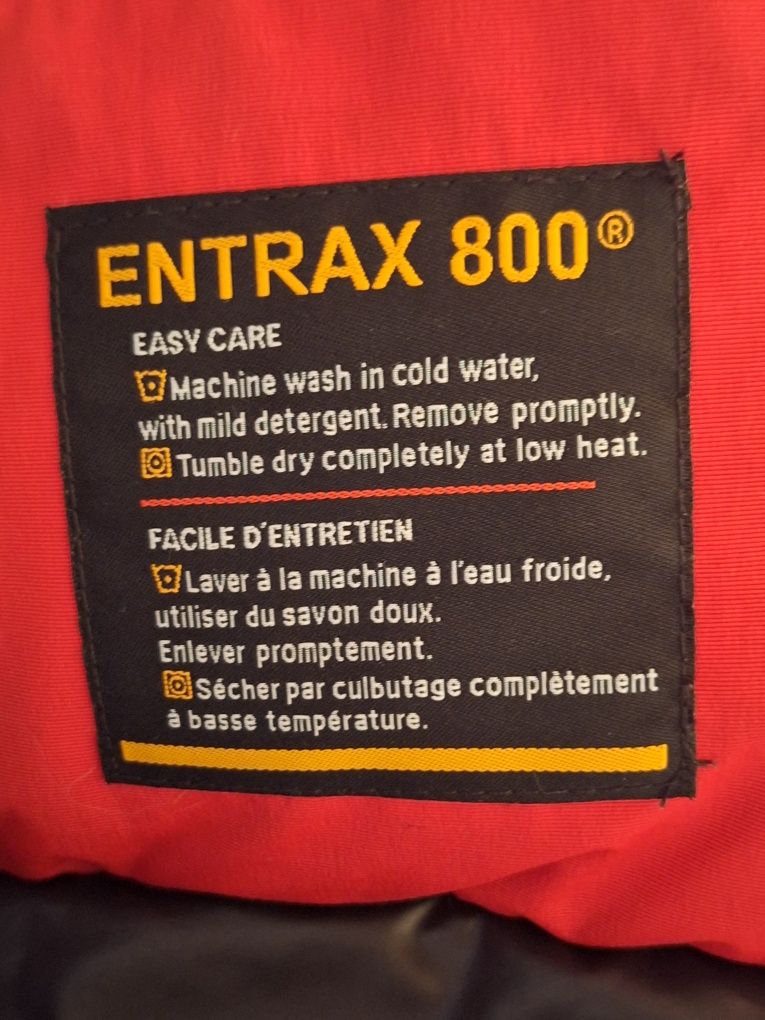 ENTRAX 800®
EASY CARE
Machine wash in cold water,
with mild detergent. Remove promptly.
Tumble dry completely at low heat.
FACILE D'ENTRETIEN
Laver à la machine à l'eau froide,
utiliser du savon doux.
Enlever promptement.
Sécher par culbutage complètement
à basse température.